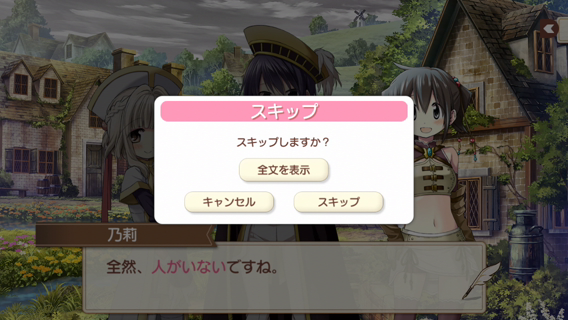 スキップ
スキップしますか?
全文を表示
キャンセル
スキップ
乃莉
全然、人がいないですね。